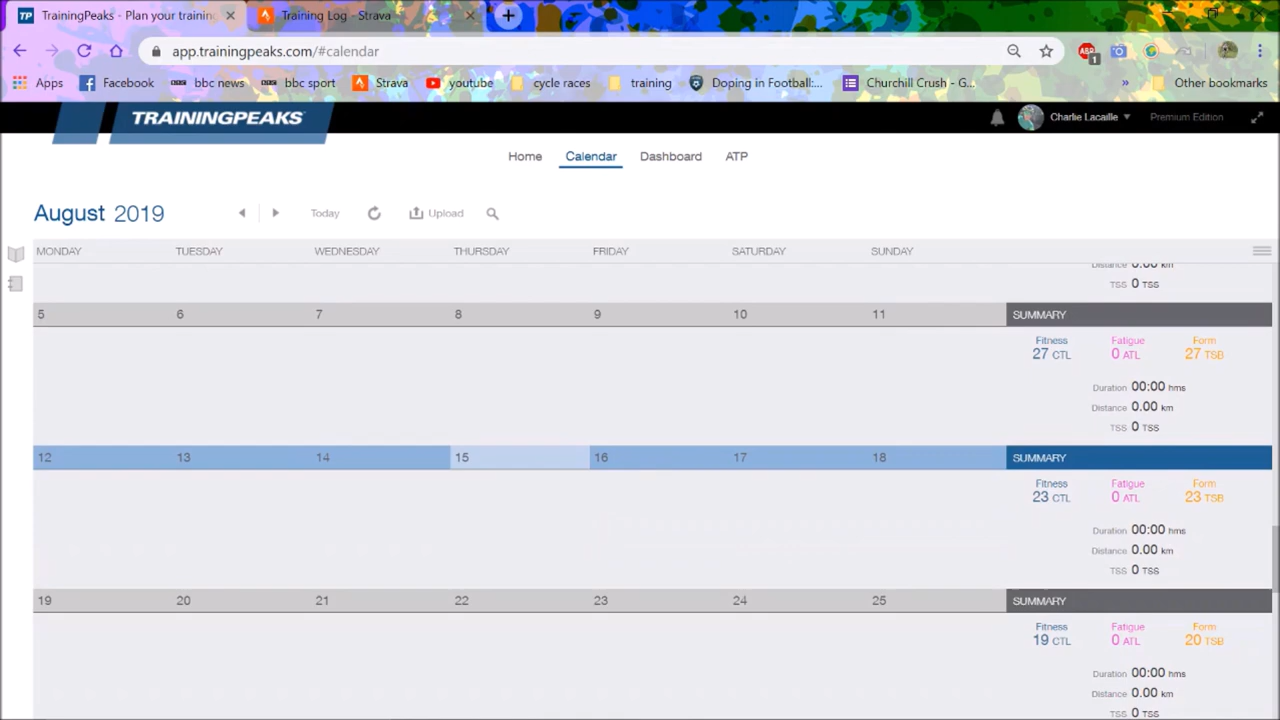 TrainingPeaks - Plan your training
Training Log - Strava
app.trainingpeaks.com/#calendar
Apps Facebook bbc news bbc sport Strava youtube cycle races training Doping in Football:... Churchill Crush - G... » Other bookmarks
TRAININGPEAKS
Charlie Lacaille Premium Edition
Home Calendar Dashboard ATP
August 2019 Today Upload
MONDAY TUESDAY WEDNESDAY THURSDAY FRIDAY SATURDAY SUNDAY
Distance 0.00 km
TSS 0 TSS
5 6 7 8 9 10 11 SUMMARY
Fitness Fatigue Form
27 CTL 0 ATL 27 TSB
Duration 00:00 hms
Distance 0.00 km
TSS 0 TSS
12 13 14 15 16 17 18 SUMMARY
Fitness Fatigue Form
23 CTL 0 ATL 23 TSB
Duration 00:00 hms
Distance 0.00 km
TSS 0 TSS
19 20 21 22 23 24 25 SUMMARY
Fitness Fatigue Form
19 CTL 0 ATL 20 TSB
Duration 00:00 hms
Distance 0.00 km
TSS 0 TSS